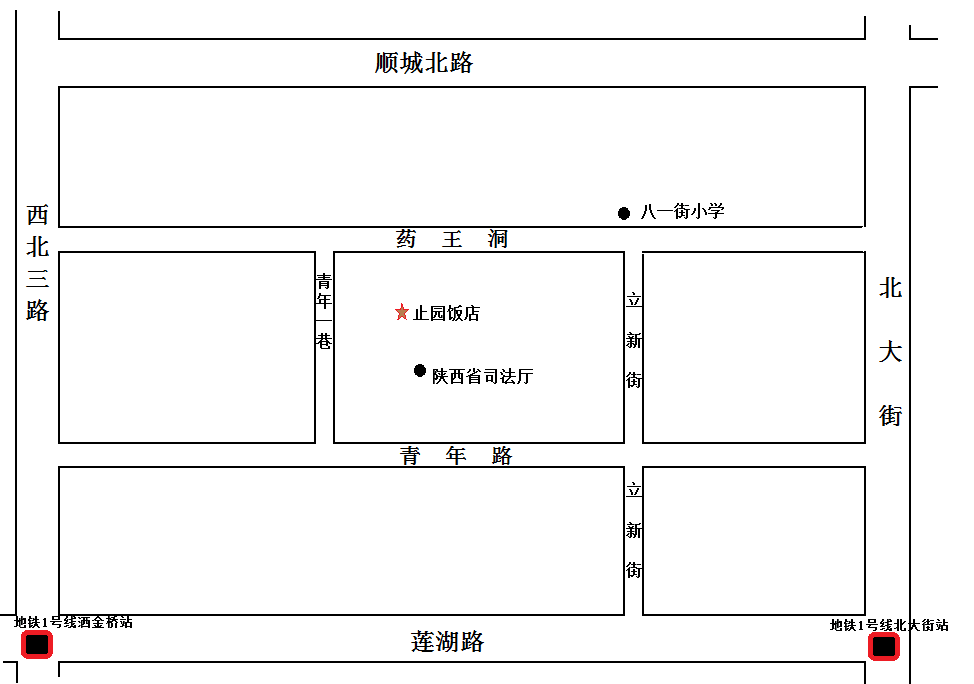 顺城北路
西北三路
八一街小学
药王洞
青年一巷
止园饭店
陕西省司法厅
立新街
北大街
青年路
立新街
地铁1号线洒金桥站
地铁1号线北大街站
莲湖路